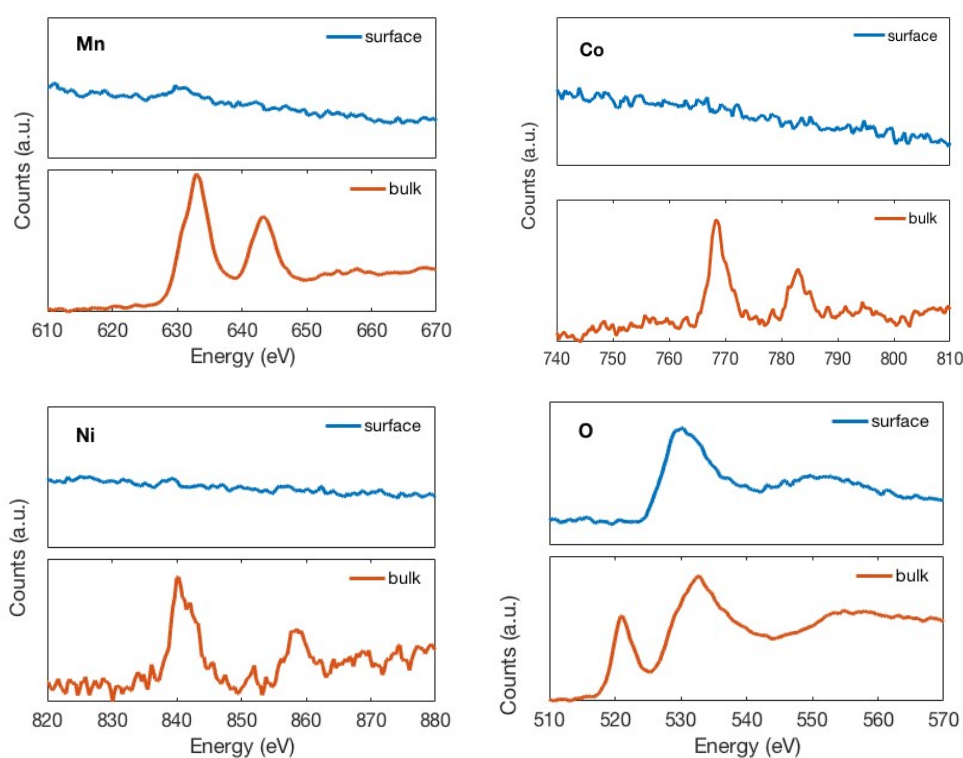 Mn
surface
Counts (a.u.)
bulk
610 620 630 640 650 660 670
Energy (eV)
Co
surface
Counts (a.u.)
bulk
740 750 760 770 780 790 800 810
Ni
surface
Counts (a.u.)
bulk
820 830 840 850 860 870 880
Energy (eV)
O
surface
Counts (a.u.)
bulk
510 520 530 540 550 560 570
Energy (eV)